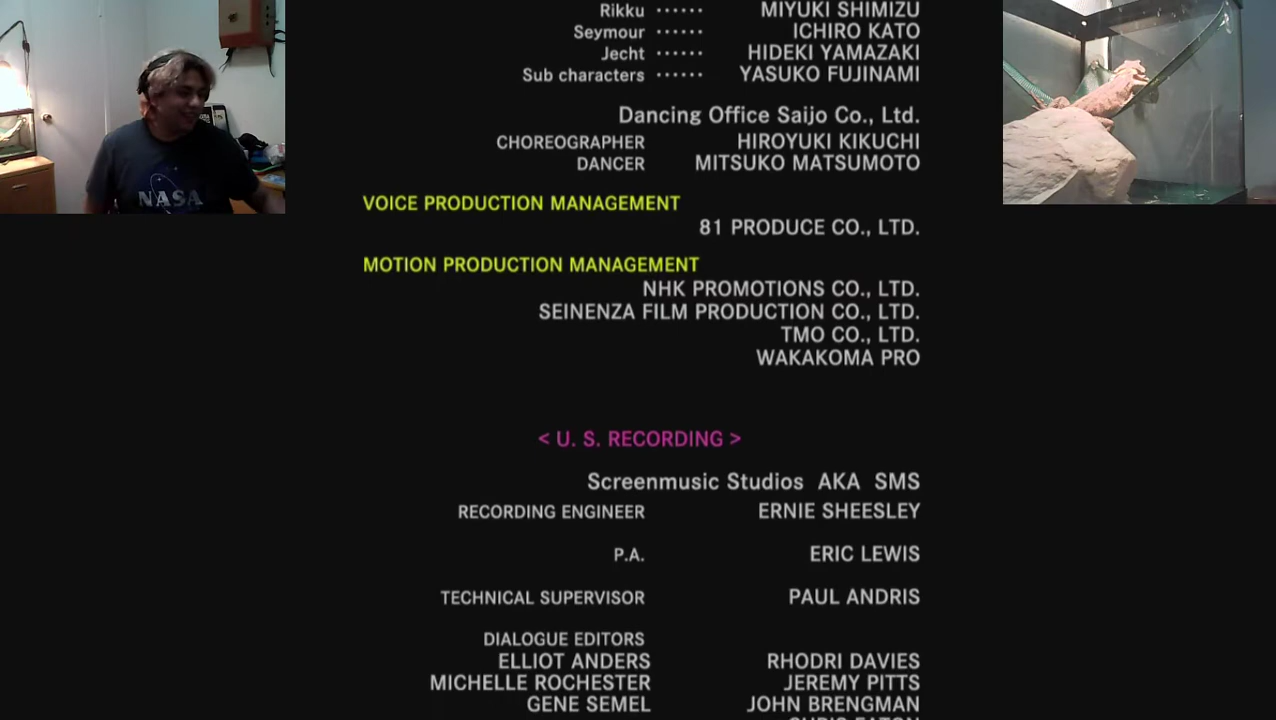 Rikku ······ MIYUKI SHIMIZU
Seymour ······ ICHIRO KATO
Jecht ······ HIDEKI YAMAZAKI
Sub characters ······ YASUKO FUJINAMI
Dancing Office Saijo Co., Ltd.
CHOREOGRAPHER HIROYUKI KIKUCHI
DANCER MITSUKO MATSUMOTO
NASA
VOICE PRODUCTION MANAGEMENT
81 PRODUCE CO., LTD.
MOTION PRODUCTION MANAGEMENT
NHK PROMOTIONS CO., LTD.
SEINENZA FILM PRODUCTION CO., LTD.
TMO CO., LTD.
WAKAKOMA PRO
< U. S. RECORDING >
Screenmusic Studios AKA SMS
RECORDING ENGINEER ERNIE SHEESLEY
P.A. ERIC LEWIS
TECHNICAL SUPERVISOR PAUL ANDRIS
DIALOGUE EDITORS
ELLIOT ANDERS RHODRI DAVIES
MICHELLE ROCHESTER JEREMY PITTS
GENE SEMEL JOHN BRENGMAN